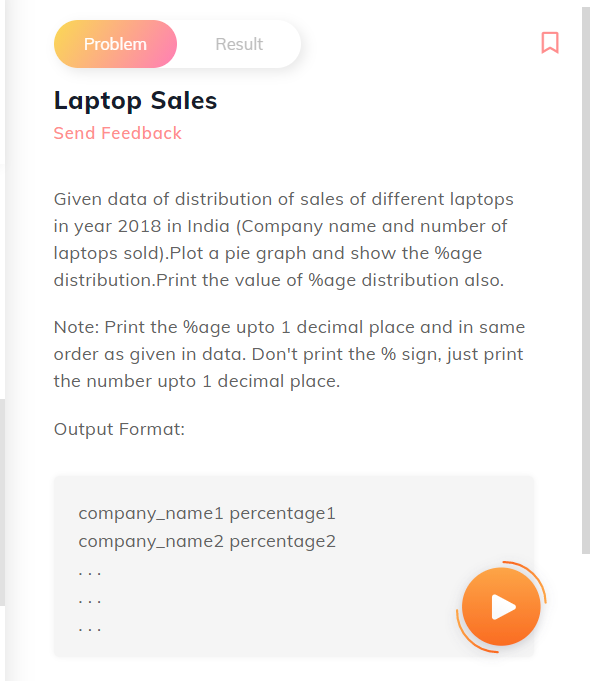 Problem
Result
Laptop Sales
Send Feedback
Given data of distribution of sales of different laptops
in year 2018 in India (Company name and number of
laptops sold).Plot a pie graph and show the %age
distribution.Print the value of %age distribution also.
Note: Print the %age upto 1 decimal place and in same
order as given in data. Don't print the % sign, just print
the number upto 1 decimal place.
Output Format:
company_name1 percentage1
company_name2 percentage2
. . .
. . .
. . .